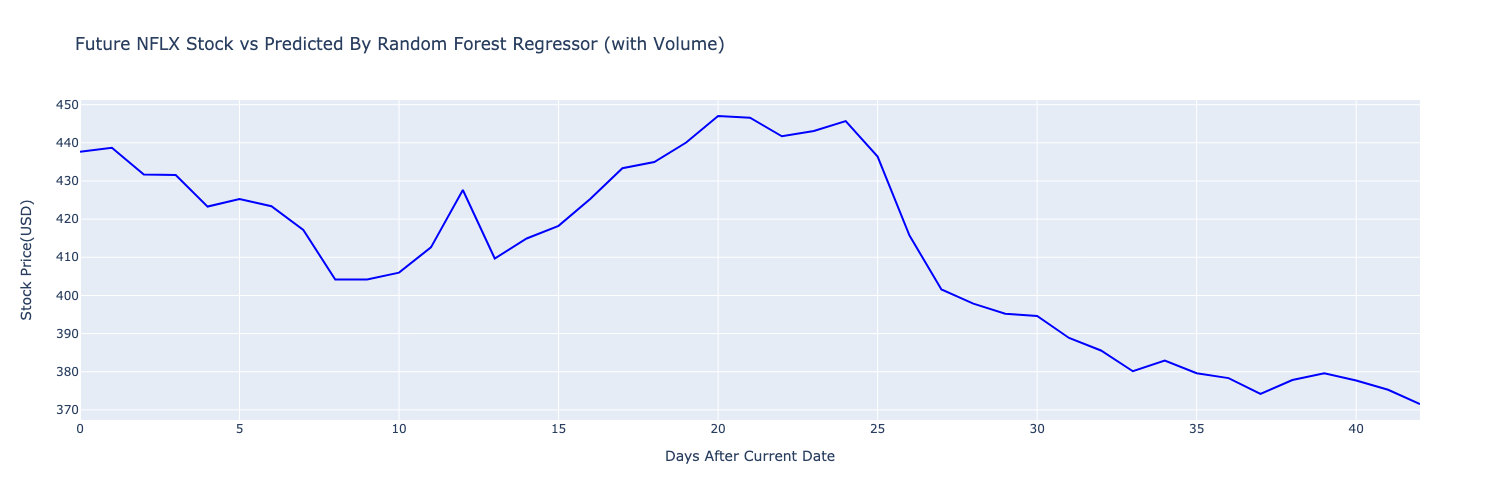 Future NFLX Stock vs Predicted By Random Forest Regressor (with Volume)
450
440
430
420
410
400
390
380
370
Stock Price(USD)
0 5 10 15 20 25 30 35 40
Days After Current Date